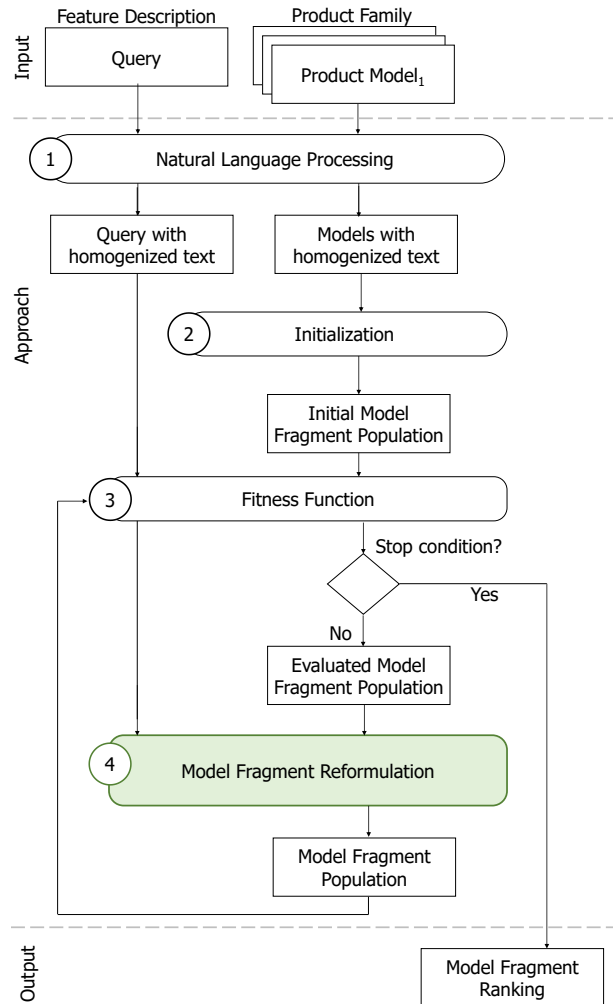 Feature Description
Product Family
Input
Query
Product Model1
1
Natural Language Processing
Query with
homogenized text
Models with
homogenized text
Approach
2
Initialization
Initial Model
Fragment Population
3
Fitness Function
Stop condition?
Yes
No
Evaluated Model
Fragment Population
4
Model Fragment Reformulation
Model Fragment
Population
Output
Model Fragment
Ranking